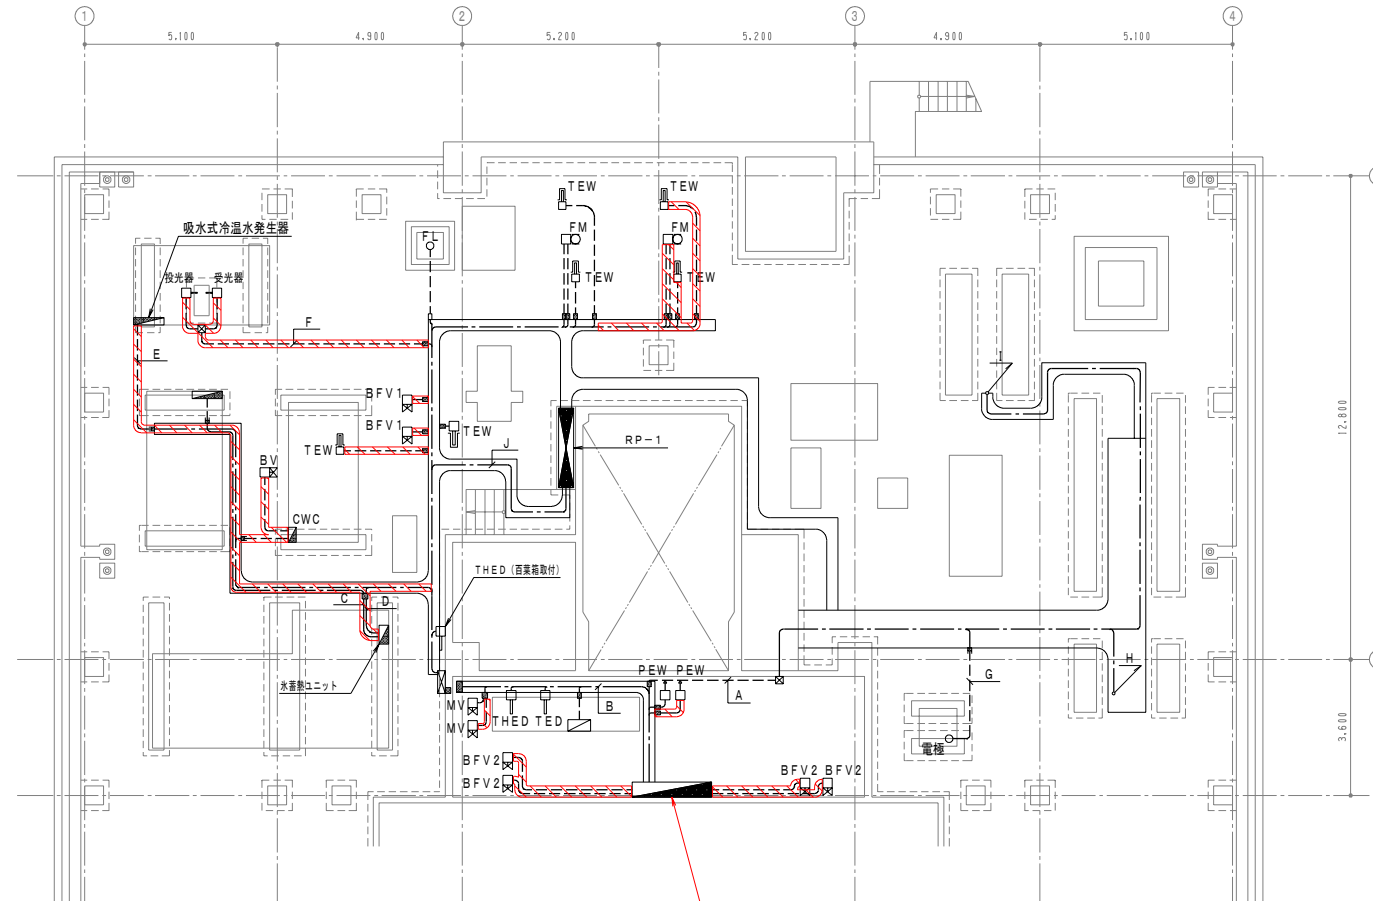 1 2 3 4
5.100 4.900 5.200 5.200 4.900 5.100
TEW TEW
FM FM
吸水式冷温水発生器
FL
投光器 受光器
TEW TEW
F
E
I
BFV1
12.800
BFV1
TEW
J
RP-1
TEW
BV
CWC
THED (百葉箱取付)
C D
氷蓄熱ユニット
PEW PEW
H
G
A
B
MV
THED TED
MV
電極
3.600
BFV2
BFV2
BFV2 BFV2